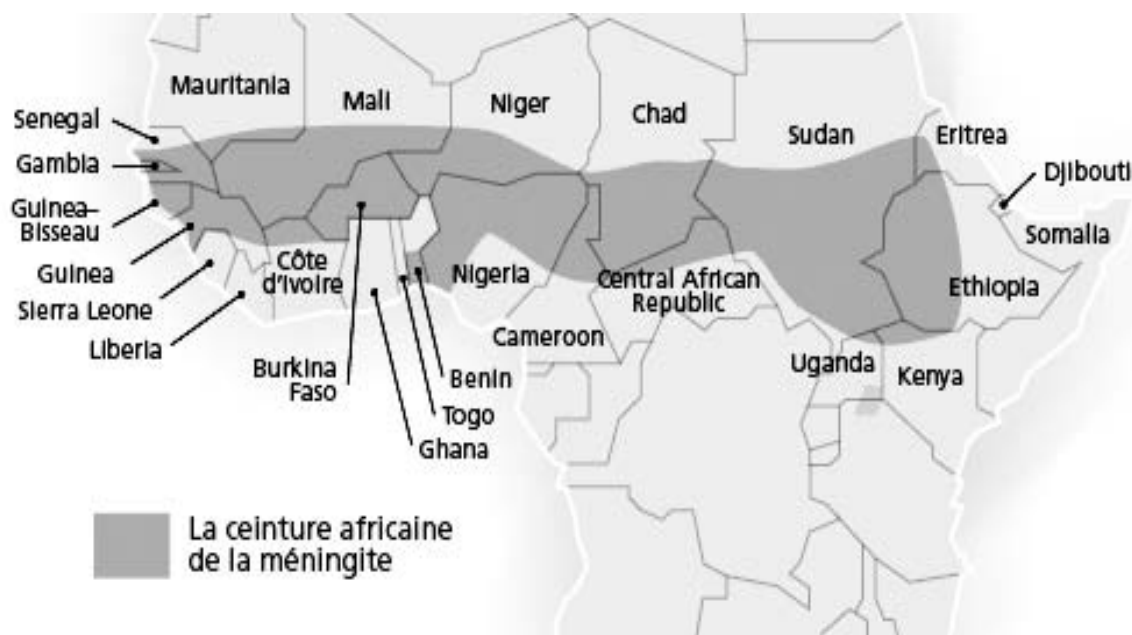 Mauritania
Mali
Niger
Chad
Sudan
Eritrea
Djibouti
Senegal
Gambia
Guinea–
Bisseau
Guinea
Sierra Leone
Liberia
Côte
d'Ivoire
Nigeria
Central African
Republic
Somalia
Ethiopia
Cameroon
Uganda
Kenya
Burkina
Faso
Benin
Togo
Ghana
La ceinture africaine
de la méningite